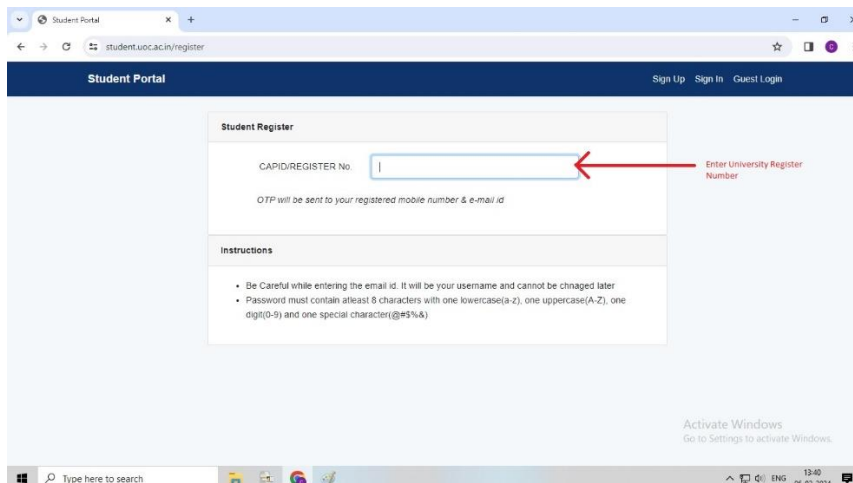 Student Portal
student.uoc.ac.in/register
Student Portal
Sign Up Sign In Guest Login
Student Register
CAPID/REGISTER No.
Enter University Register
Number
OTP will be sent to your registered mobile number & e-mail id
Instructions
Be Careful while entering the email id. It will be your username and cannot be chnaged later
Password must contain atleast 8 characters with one lowercase(a-z), one uppercase(A-Z), one
digit(0-9) and one special character(@#$%&)
Activate Windows
Go to Settings to activate Windows.
Type here to search
ENG
13:40